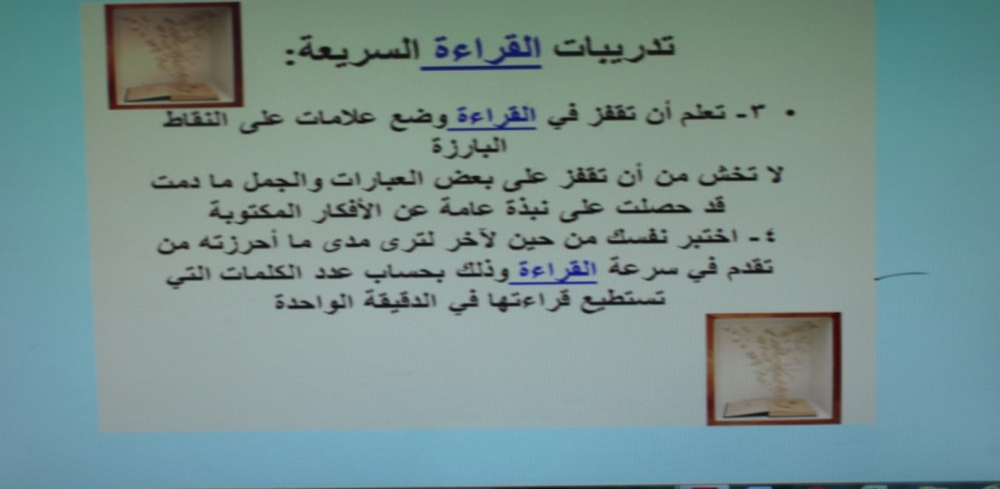 تدريبات القراءة السريعة:
• ٣- تعلم أن تقفز في القراءة وضع علامات على النقاط
البارزة
لا تخش من أن تقفز على بعض العبارات والجمل ما دمت
قد حصلت على نبذة عامة عن الأفكار المكتوبة
٤- اختبر نفسك من حين لآخر لترى مدى ما أحرزته من
تقدم في سرعة القراءة وذلك بحساب عدد الكلمات التي
تستطيع قراءتها في الدقيقة الواحدة